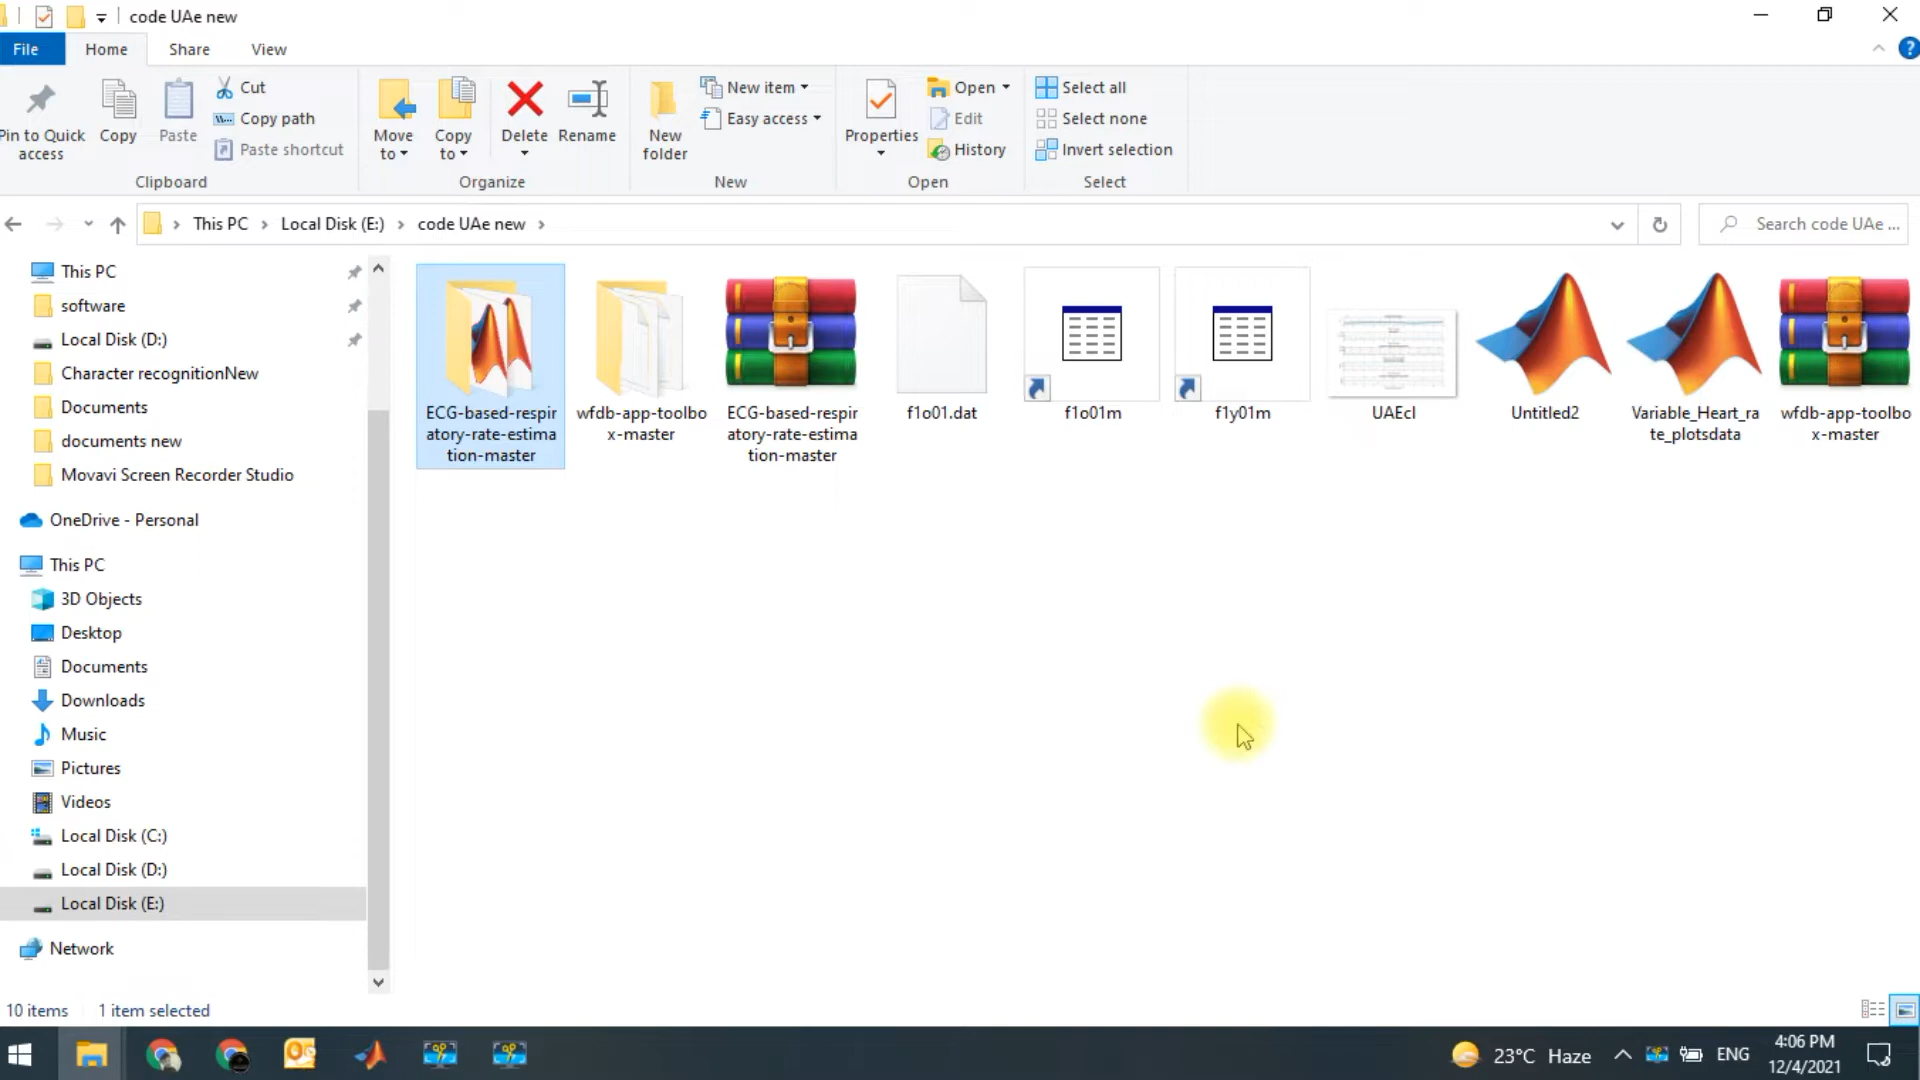 code UAe new
File
Home
Share
View
?
Pin to Quick
access
Copy
Paste
Cut
Copy path
Paste shortcut
Move
to
Copy
to
Delete
Rename
New
folder
New item
Easy access
Properties
Open
Edit
History
Select all
Select none
Invert selection
Clipboard
Organize
New
Open
Select
This PC
Local Disk (E:)
code UAe new
Search code UAe ...
This PC
software
Local Disk (D:)
Character recognitionNew
Documents
documents new
Movavi Screen Recorder Studio
OneDrive - Personal
This PC
3D Objects
Desktop
Documents
Downloads
Music
Pictures
Videos
Local Disk (C:)
Local Disk (D:)
Local Disk (E:)
Network
ECG-based-respir
atory-rate-estima
tion-master
wfdb-app-toolbo
x-master
ECG-based-respir
atory-rate-estima
tion-master
f1o01.dat
f1o01m
f1y01m
UAEcl
Untitled2
Variable_Heart_ra
te_plotsdata
wfdb-app-toolbo
x-master
10 items
1 item selected
23°C Haze
ENG
4:06 PM
12/4/2021